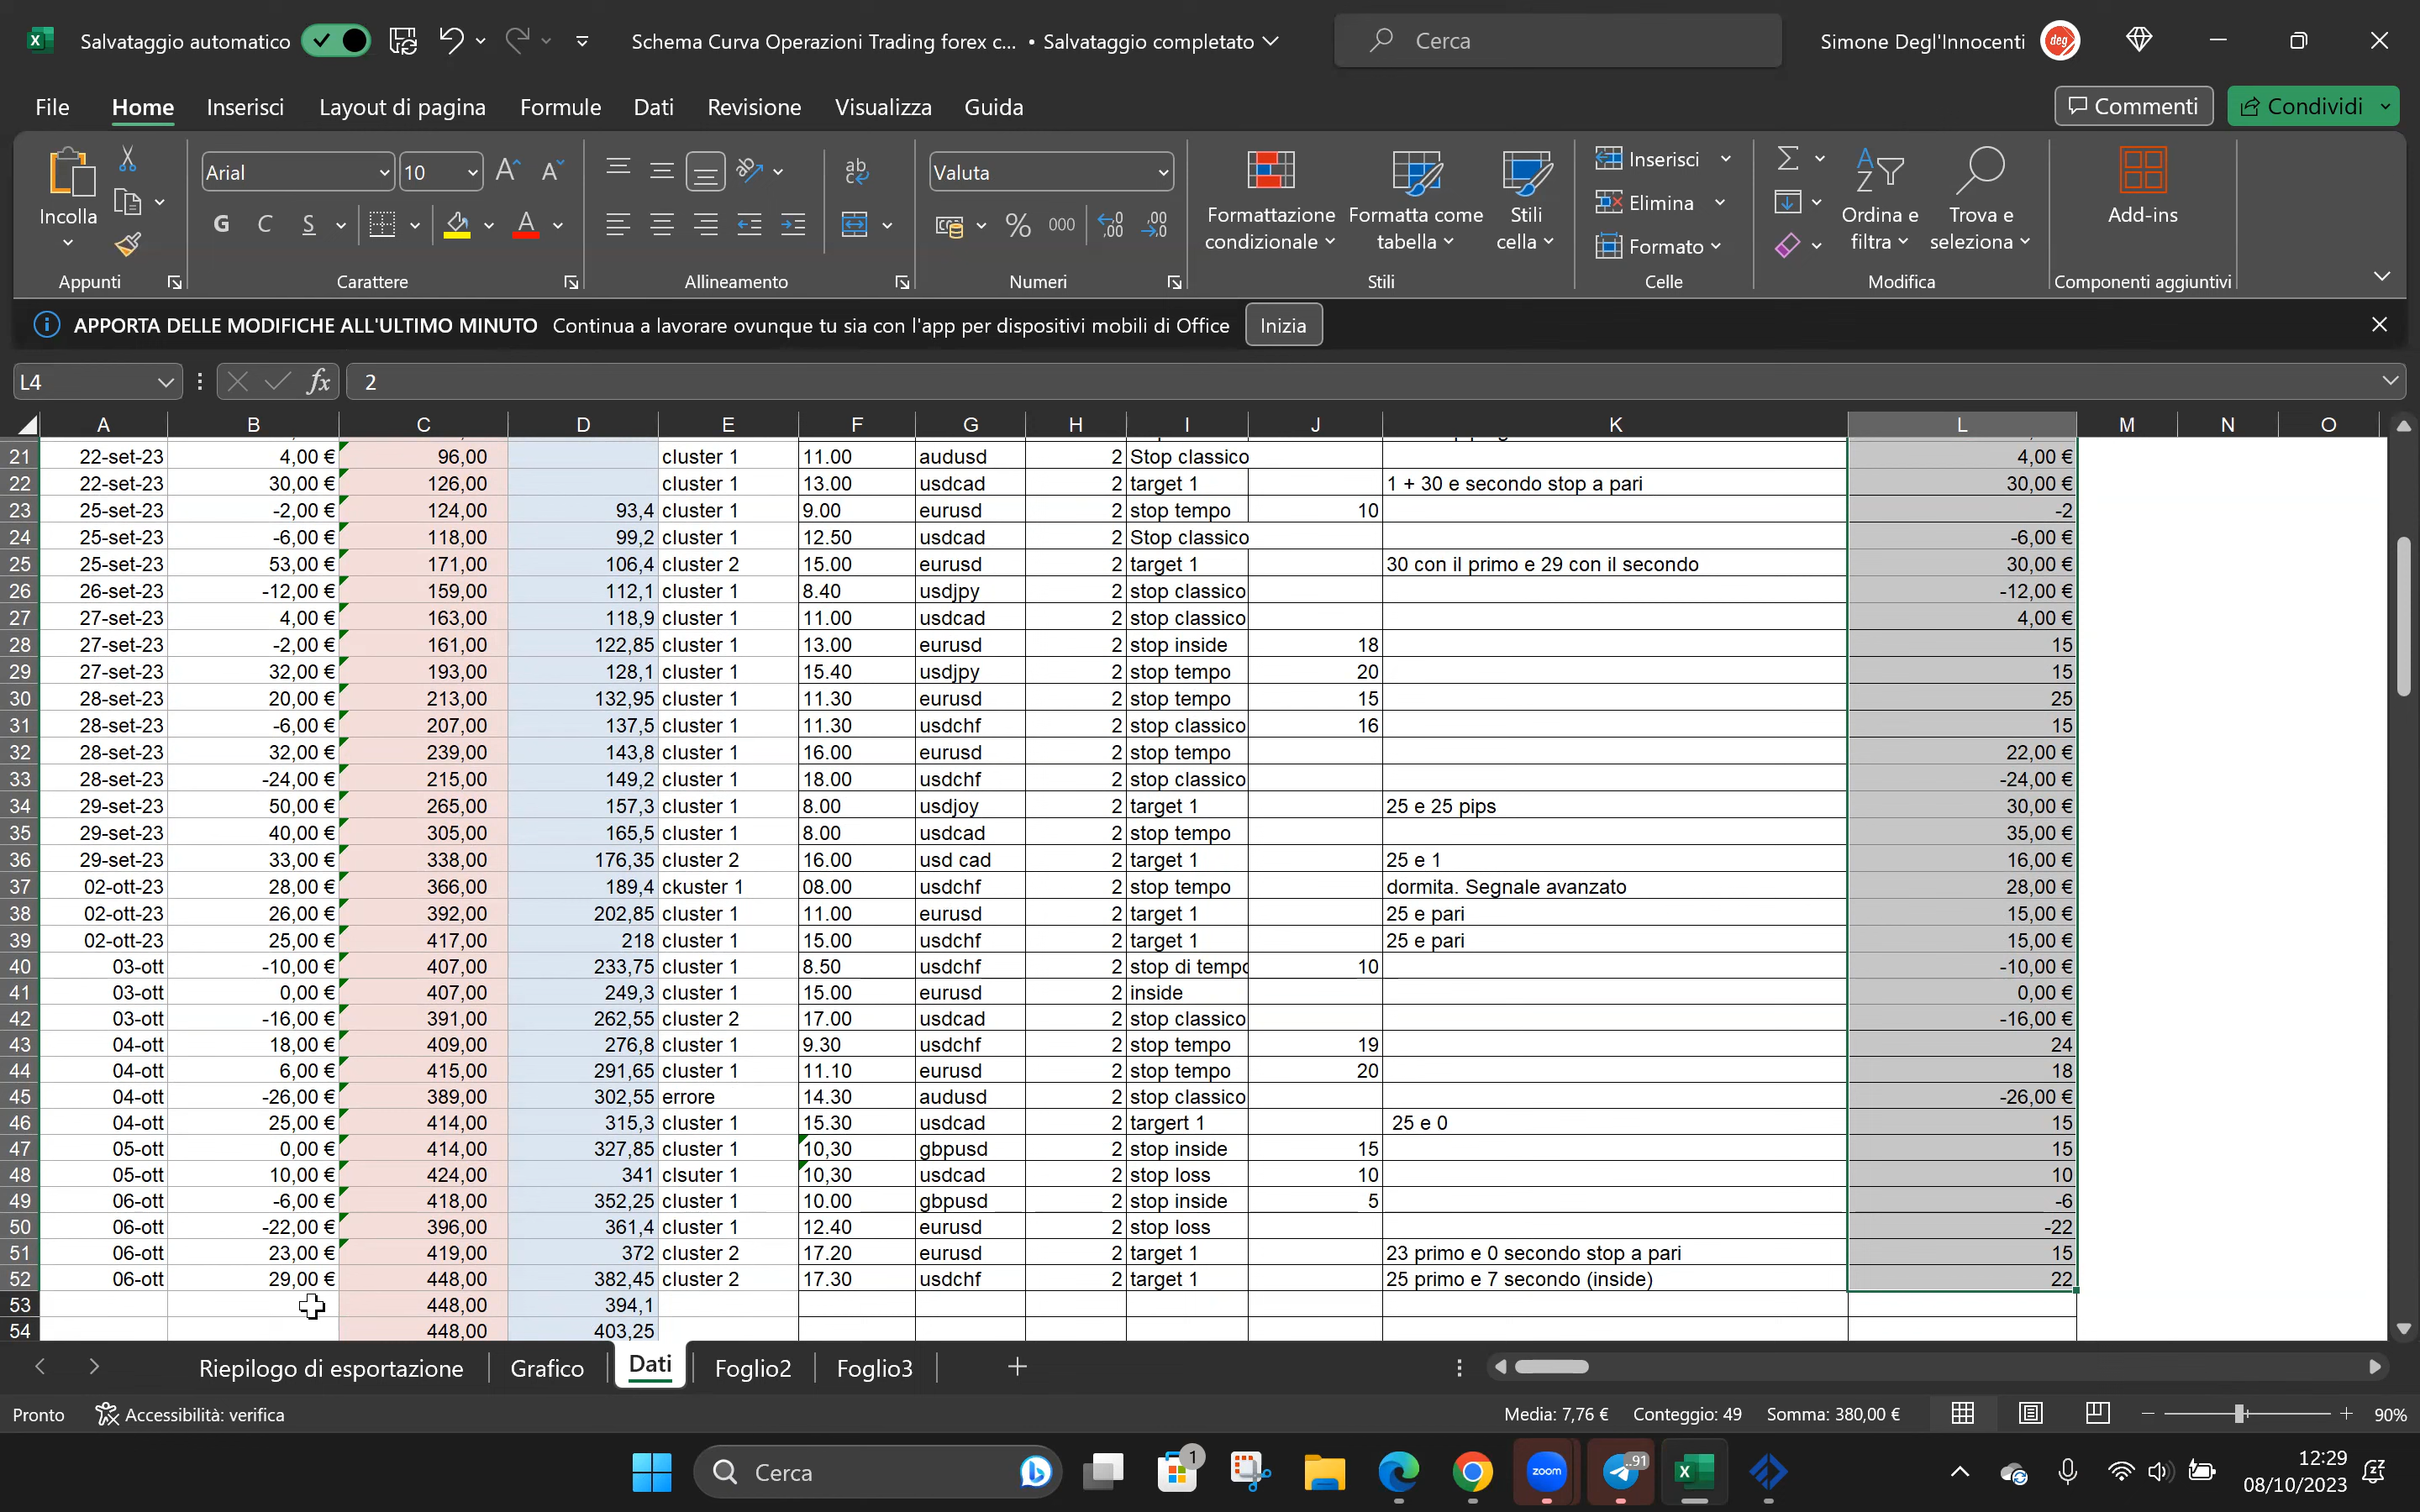 Salvataggio automatico Schema Curva Operazioni Trading forex c... • Salvataggio completato Cerca Simone Degl'Innocenti deg
File Home Inserisci Layout di pagina Formule Dati Revisione Visualizza Guida Commenti Condividi
Incolla Arial 10 ab Valuta Formattazione condizionale Formatta come tabella Stili cella Inserisci Elimina Formato Ordina e filtra Trova e seleziona Add-ins
G C S A % 000
Appunti Carattere Allineamento Numeri Stili Celle Modifica Componenti aggiuntivi
APPORTA DELLE MODIFICHE ALL'ULTIMO MINUTO Continua a lavorare ovunque tu sia con l'app per dispositivi mobili di Office Inizia
L4 fx 2
A B C D E F G H I J K L M N O
21 22-set-23 4,00 € 96,00 cluster 1 11.00 audusd 2 Stop classico 4,00 €
22 22-set-23 30,00 € 126,00 cluster 1 13.00 usdcad 2 target 1 1 + 30 e secondo stop a pari 30,00 €
23 25-set-23 -2,00 € 124,00 93,4 cluster 1 9.00 eurusd 2 stop tempo 10 -2
24 25-set-23 -6,00 € 118,00 99,2 cluster 1 12.50 usdcad 2 Stop classico -6,00 €
25 25-set-23 53,00 € 171,00 106,4 cluster 2 15.00 eurusd 2 target 1 30 con il primo e 29 con il secondo 30,00 €
26 26-set-23 -12,00 € 159,00 112,1 cluster 1 8.40 usdjpy 2 stop classico -12,00 €
27 27-set-23 4,00 € 163,00 118,9 cluster 1 11.00 usdcad 2 stop classico 4,00 €
28 27-set-23 -2,00 € 161,00 122,85 cluster 1 13.00 eurusd 2 stop inside 18 15
29 27-set-23 32,00 € 193,00 128,1 cluster 1 15.40 usdjpy 2 stop tempo 20 15
30 28-set-23 20,00 € 213,00 132,95 cluster 1 11.30 eurusd 2 stop tempo 15 25
31 28-set-23 -6,00 € 207,00 137,5 cluster 1 11.30 usdchf 2 stop classico 16 15
32 28-set-23 32,00 € 239,00 143,8 cluster 1 16.00 eurusd 2 stop tempo 22,00 €
33 28-set-23 -24,00 € 215,00 149,2 cluster 1 18.00 usdchf 2 stop classico -24,00 €
34 29-set-23 50,00 € 265,00 157,3 cluster 1 8.00 usdjoy 2 target 1 25 e 25 pips 30,00 €
35 29-set-23 40,00 € 305,00 165,5 cluster 1 8.00 usdcad 2 stop tempo 35,00 €
36 29-set-23 33,00 € 338,00 176,35 cluster 2 16.00 usd cad 2 target 1 25 e 1 16,00 €
37 02-ott-23 28,00 € 366,00 189,4 ckuster 1 08.00 usdchf 2 stop tempo dormita. Segnale avanzato 28,00 €
38 02-ott-23 26,00 € 392,00 202,85 cluster 1 11.00 eurusd 2 target 1 25 e pari 15,00 €
39 02-ott-23 25,00 € 417,00 218 cluster 1 15.00 usdchf 2 target 1 25 e pari 15,00 €
40 03-ott -10,00 € 407,00 233,75 cluster 1 8.50 usdchf 2 stop di tempo 10 -10,00 €
41 03-ott 0,00 € 407,00 249,3 cluster 1 15.00 eurusd 2 inside 0,00 €
42 03-ott -16,00 € 391,00 262,55 cluster 2 17.00 usdcad 2 stop classico -16,00 €
43 04-ott 18,00 € 409,00 276,8 cluster 1 9.30 usdchf 2 stop tempo 19 24
44 04-ott 6,00 € 415,00 291,65 cluster 1 11.10 eurusd 2 stop tempo 20 18
45 04-ott -26,00 € 389,00 302,55 errore 14.30 audusd 2 stop classico -26,00 €
46 04-ott 25,00 € 414,00 315,3 cluster 1 15.30 usdcad 2 targert 1 25 e 0 15
47 05-ott 0,00 € 414,00 327,85 cluster 1 10,30 gbpusd 2 stop inside 15 15
48 05-ott 10,00 € 424,00 341 clsuter 1 10,30 usdcad 2 stop loss 10 10
49 06-ott -6,00 € 418,00 352,25 cluster 1 10.00 gbpusd 2 stop inside 5 -6
50 06-ott -22,00 € 396,00 361,4 cluster 1 12.40 eurusd 2 stop loss -22
51 06-ott 23,00 € 419,00 372 cluster 2 17.20 eurusd 2 target 1 23 primo e 0 secondo stop a pari 15
52 06-ott 29,00 € 448,00 382,45 cluster 2 17.30 usdchf 2 target 1 25 primo e 7 secondo (inside) 22
53 448,00 394,1
54 448,00 403,25
Riepilogo di esportazione Grafico Dati Foglio2 Foglio3
Pronto Accessibilità: verifica Media: 7,76 € Conteggio: 49 Somma: 380,00 € 90%
Cerca 1 zoom ..91 12:29
08/10/2023